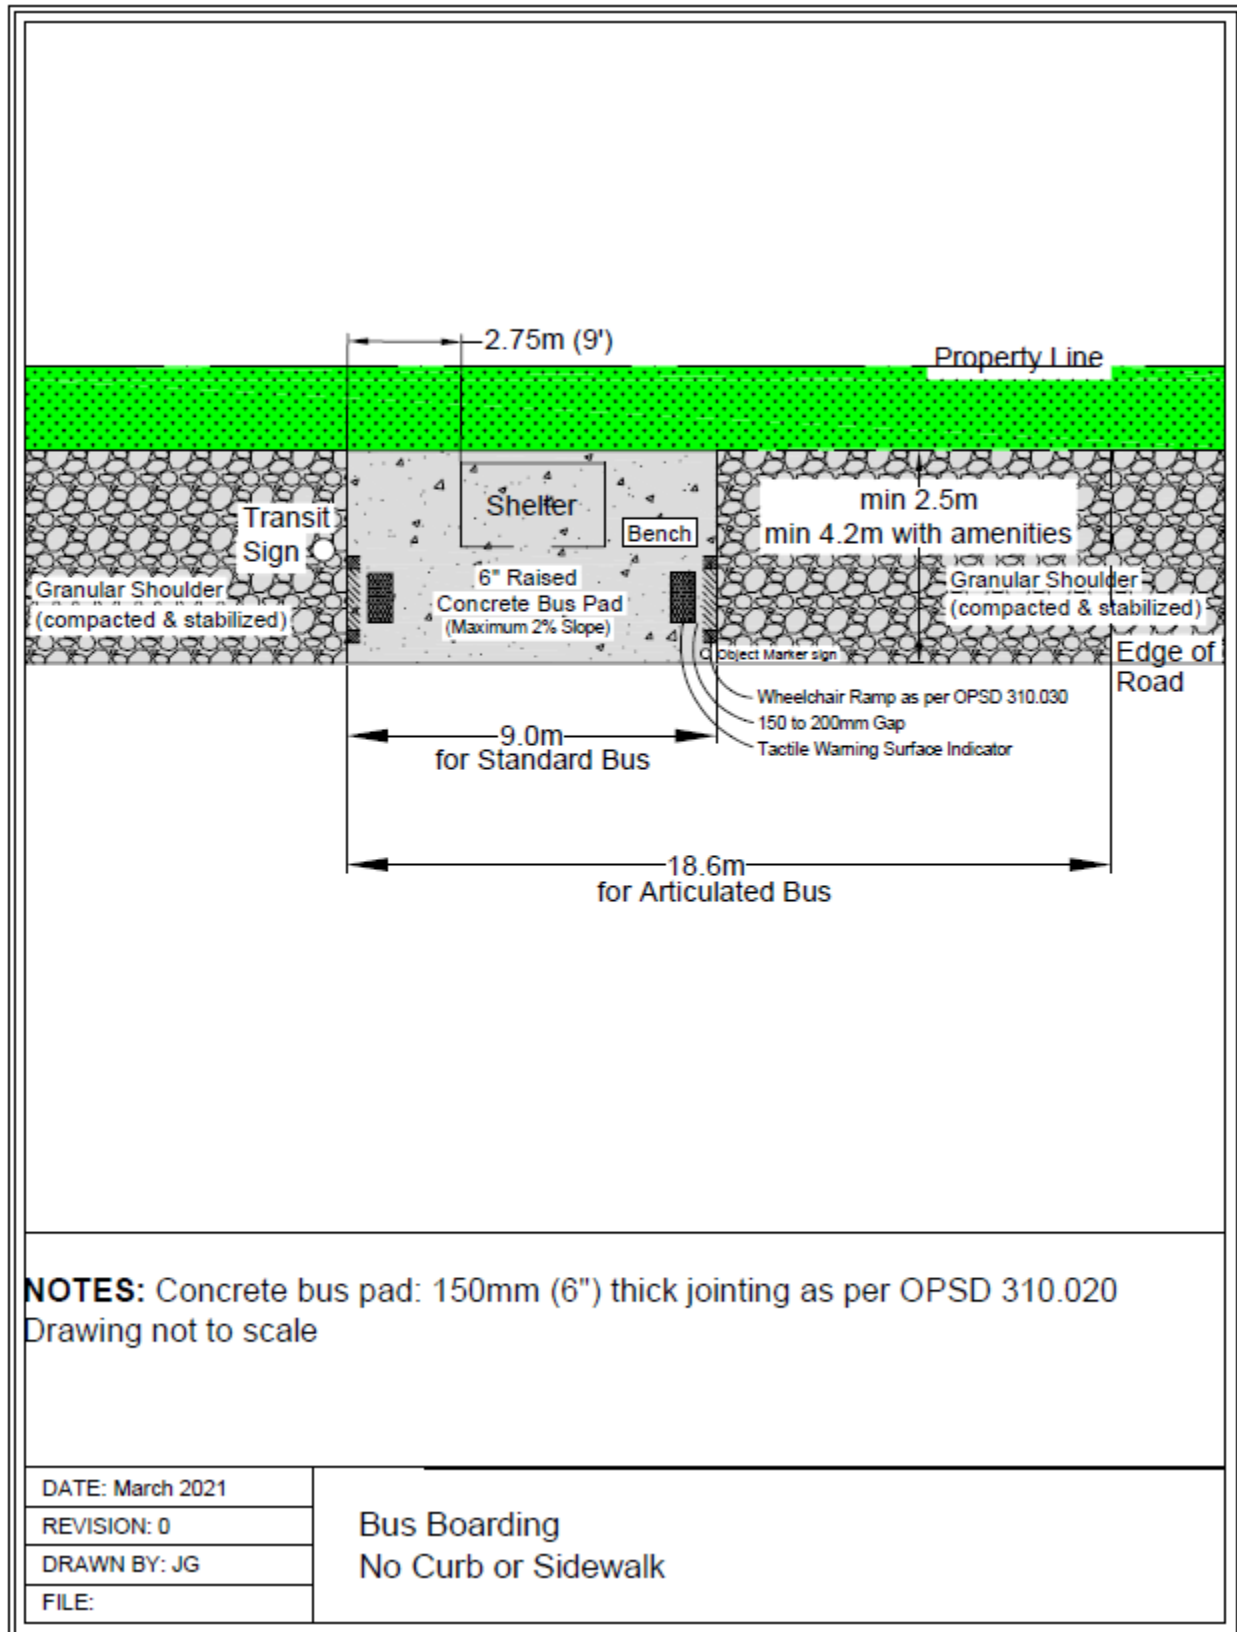 2.75m (9')
Property Line
Shelter
Transit
Sign
Bench
min 2.5m
min 4.2m with amenities
Granular Shoulder
(compacted & stabilized)
6" Raised
Concrete Bus Pad
(Maximum 2% Slope)
Granular Shoulder
(compacted & stabilized)
Object Marker sign
Edge of
Road
Wheelchair Ramp as per OPSD 310.030
150 to 200mm Gap
Tactile Warning Surface Indicator
9.0m
for Standard Bus
18.6m
for Articulated Bus
NOTES: Concrete bus pad: 150mm (6") thick jointing as per OPSD 310.020
Drawing not to scale
DATE: March 2021
REVISION: 0
DRAWN BY: JG
FILE:
Bus Boarding
No Curb or Sidewalk